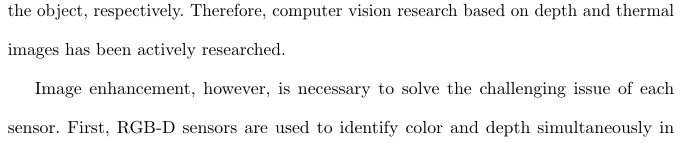 the object, respectively. Therefore, computer vision research based on depth and thermal
images has been actively researched.
Image enhancement, however, is necessary to solve the challenging issue of each
sensor. First, RGB-D sensors are used to identify color and depth simultaneously in